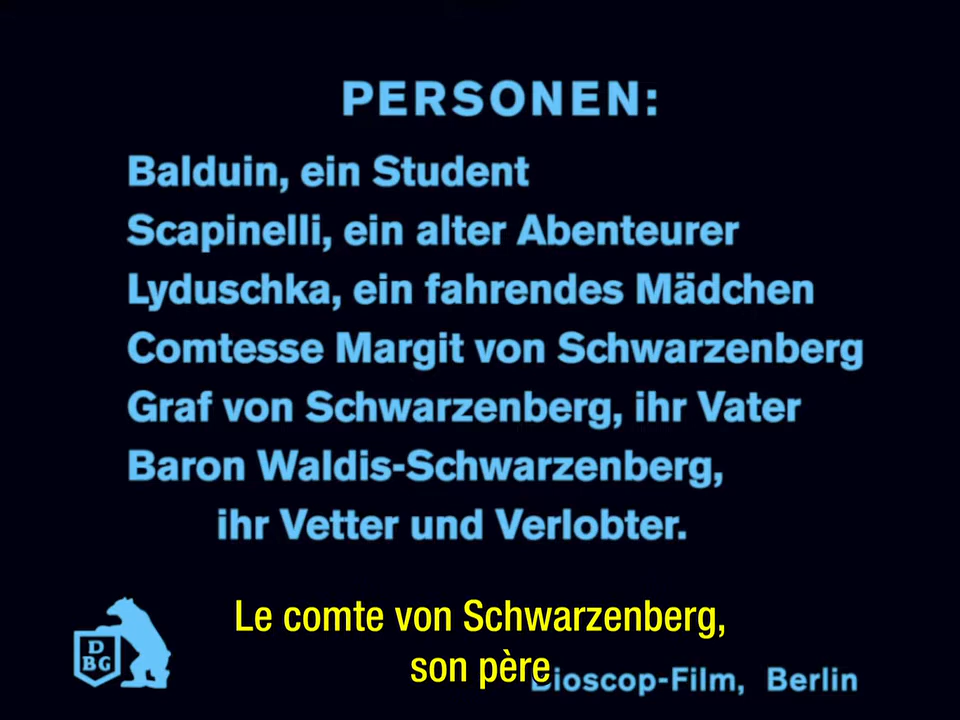 PERSONEN:
Balduin, ein Student
Scapinelli, ein alter Abenteurer
Lyduschka, ein fahrendes Mädchen
Comtesse Margit von Schwarzenberg
Graf von Schwarzenberg, ihr Vater
Baron Waldis-Schwarzenberg,
ihr Vetter und Verlobter.
Le comte von Schwarzenberg,
son père
D
BG
Bioscop-Film, Berlin